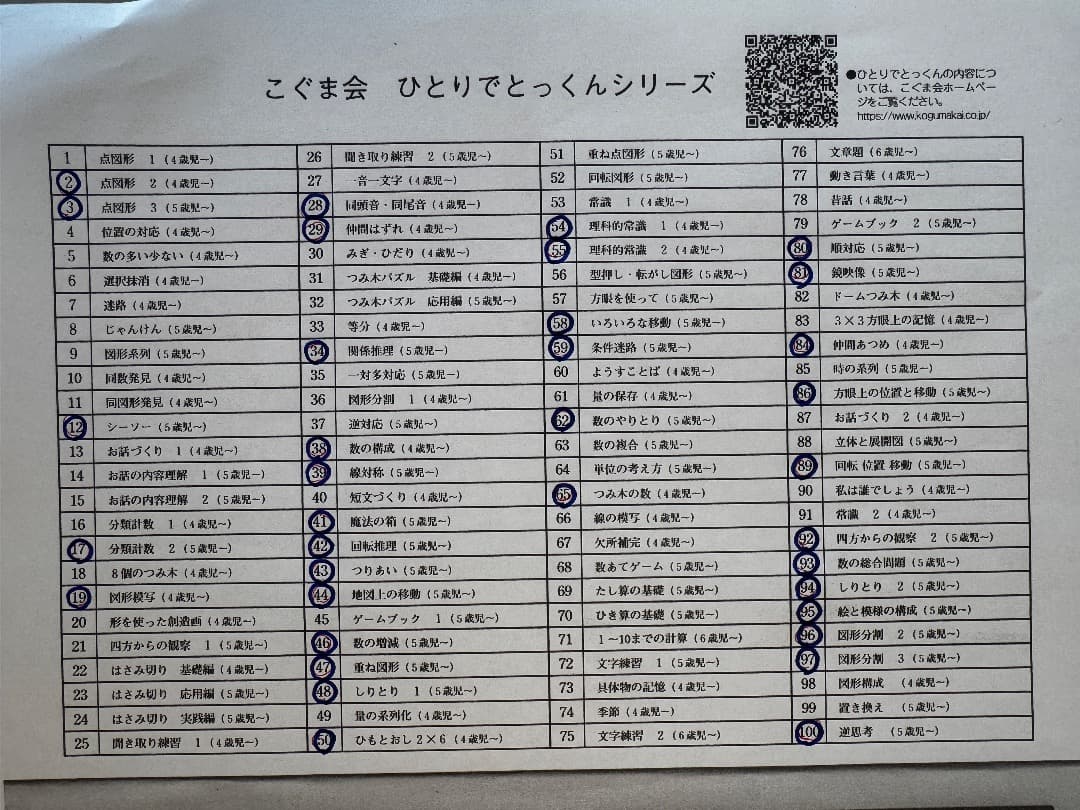 こぐま会 ひとりでとっくんシリーズ
●ひとりでとっくんの内容につ
いては、こぐま会ホームペー
ジをご覧ください。
https://www.kogumakai.co.jp/
1 点図形 1 (4歳児～) 26 聞き取り練習 2 (5歳児～) 51 重ね点図形 (5歳児～) 76 文章題 (6歳児～)
2 点図形 2 (4歳児～) 27 一音一文字 (4歳児～) 52 回転図形 (5歳児～) 77 動き言葉 (4歳児～)
3 点図形 3 (5歳児～) 28 同頭音・同尾音 (4歳児～) 53 常識 1 (4歳児～) 78 昔話 (4歳児～)
4 位置の対応 (4歳児～) 29 仲間はずれ (4歳児～) 54 理科的常識 1 (4歳児～) 79 ゲームブック 2 (5歳児～)
5 数の多い少ない (4歳児～) 30 みぎ・ひだり (4歳児～) 55 理科的常識 2 (4歳児～) 80 順対応 (5歳児～)
6 選択抹消 (4歳児～) 31 つみ木パズル 基礎編 (4歳児～) 56 型押し・転がし図形 (5歳児～) 81 鏡映像 (5歳児～)
7 迷路 (4歳児～) 32 つみ木パズル 応用編 (5歳児～) 57 方眼を使って (5歳児～) 82 ドームつみ木 (4歳児～)
8 じゃんけん (5歳児～) 33 等分 (4歳児～) 58 いろいろな移動 (5歳児～) 83 3×3方眼上の記憶 (4歳児～)
9 図形系列 (5歳児～) 34 関係推理 (5歳児～) 59 条件迷路 (5歳児～) 84 仲間あつめ (4歳児～)
10 同数発見 (4歳児～) 35 一対多対応 (5歳児～) 60 ようすことば (4歳児～) 85 時の系列 (5歳児～)
11 同図形発見 (4歳児～) 36 図形分割 1 (4歳児～) 61 量の保存 (4歳児～) 86 方眼上の位置と移動 (5歳児～)
12 シーソー (5歳児～) 37 逆対応 (5歳児～) 62 数のやりとり (5歳児～) 87 お話づくり 2 (4歳児～)
13 お話づくり 1 (4歳児～) 38 数の構成 (4歳児～) 63 数の複合 (5歳児～) 88 立体と展開図 (5歳児～)
14 お話の内容理解 1 (5歳児～) 39 線対称 (5歳児～) 64 単位の考え方 (5歳児～) 89 回転 位置 移動 (5歳児～)
15 お話の内容理解 2 (5歳児～) 40 短文づくり (4歳児～) 65 つみ木の数 (4歳児～) 90 私は誰でしょう (4歳児～)
16 分類計数 1 (4歳児～) 41 魔法の箱 (5歳児～) 66 線の模写 (4歳児～) 91 常識 2 (4歳児～)
17 分類計数 2 (5歳児～) 42 回転推理 (5歳児～) 67 欠所補完 (4歳児～) 92 四方からの観察 2 (5歳児～)
18 8個のつみ木 (4歳児～) 43 つりあい (5歳児～) 68 数あてゲーム (5歳児～) 93 数の総合問題 (5歳児～)
19 図形模写 (4歳児～) 44 地図上の移動 (5歳児～) 69 たし算の基礎 (5歳児～) 94 しりとり 2 (5歳児～)
20 形を使った創造画 (4歳児～) 45 ゲームブック 1 (5歳児～) 70 ひき算の基礎 (5歳児～) 95 絵と模様の構成 (5歳児～)
21 四方からの観察 1 (5歳児～) 46 数の増減 (5歳児～) 71 1～10までの計算 (6歳児～) 96 図形分割 2 (5歳児～)
22 はさみ切り 基礎編 (4歳児～) 47 重ね図形 (5歳児～) 72 文字練習 1 (5歳児～) 97 図形分割 3 (5歳児～)
23 はさみ切り 応用編 (5歳児～) 48 しりとり 1 (5歳児～) 73 具体物の記憶 (4歳児～) 98 図形構成 (4歳児～)
24 はさみ切り 実践編 (5歳児～) 49 量の系列化 (4歳児～) 74 季節 (4歳児～) 99 置き換え (5歳児～)
25 聞き取り練習 1 (4歳児～) 50 ひもとおし2×6 (4歳児～) 75 文字練習 2 (6歳児～) 100 逆思考 (5歳児～)